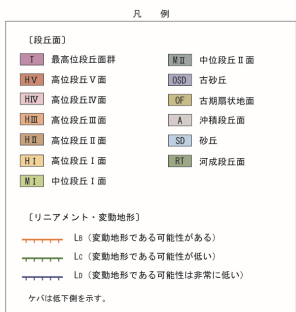 凡 例
〔段丘面〕
T 最高位段丘面群
HⅤ 高位段丘Ⅴ面
HⅣ 高位段丘Ⅳ面
HⅢ 高位段丘Ⅲ面
HⅡ 高位段丘Ⅱ面
HⅠ 高位段丘Ⅰ面
MⅠ 中位段丘Ⅰ面
MⅡ 中位段丘Ⅱ面
OSD 古砂丘
OF 古期扇状地面
A 沖積段丘面
SD 砂丘
RT 河成段丘面
〔リニアメント・変動地形〕
LB（変動地形である可能性がある）
LC（変動地形である可能性が低い）
LD（変動地形である可能性は非常に低い）
ケバは低下側を示す。